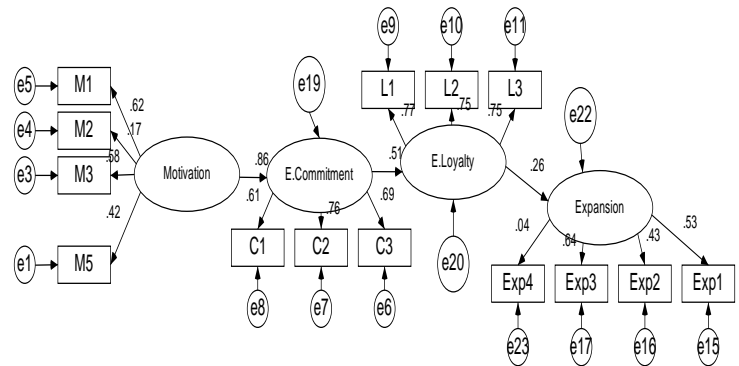 e9
e10
e11
e5
M1
L1
L2
L3
e19
.62
.77
.75
.75
e22
e4
M2
.17
e3
M3
.58
Motivation
.86
E.Commitment
.51
E.Loyalty
.26
Expansion
.42
.61
.76
.69
.04
.64
.43
.53
e1
M5
C1
C2
C3
e20
Exp4
Exp3
Exp2
Exp1
e8
e7
e6
e23
e17
e16
e15